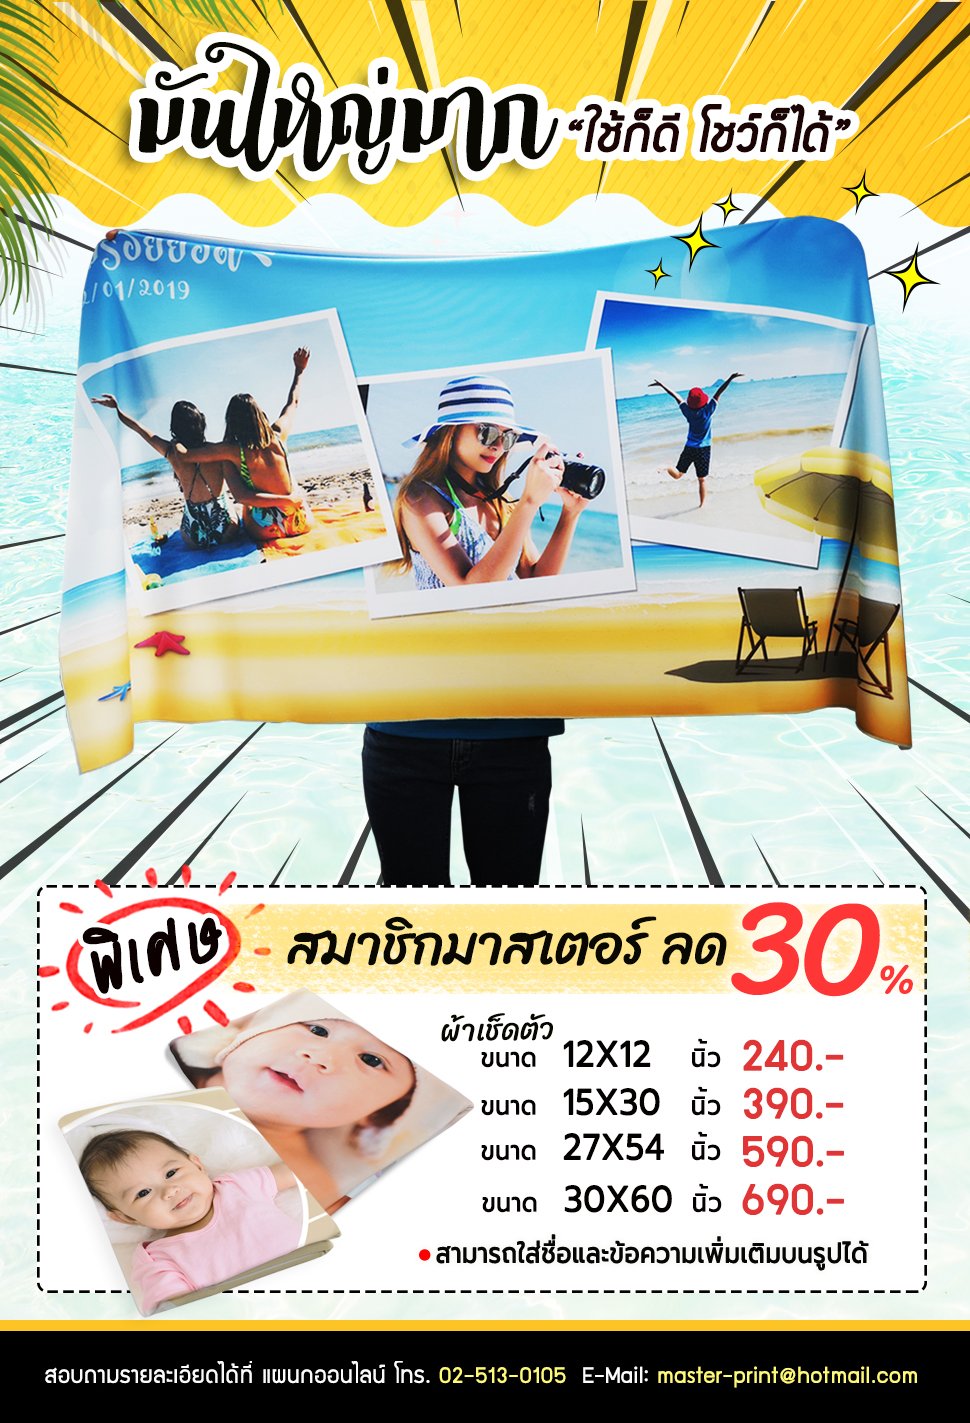 มันใหญ่มาก “ใช้ก็ดี โชว์ก็ได้”
/01/2019
พิเศษ
สมาชิกมาสเตอร์ ลด 30%
ผ้าเช็ดตัว
ขนาด 12X12 นิ้ว 240.-
ขนาด 15X30 นิ้ว 390.-
ขนาด 27X54 นิ้ว 590.-
ขนาด 30X60 นิ้ว 690.-
• สามารถใส่ชื่อและข้อความเพิ่มเติมบนรูปได้
สอบถามรายละเอียดได้ที่ แผนกออนไลน์ โทร. 02-513-0105 E-Mail: master-print@hotmail.com